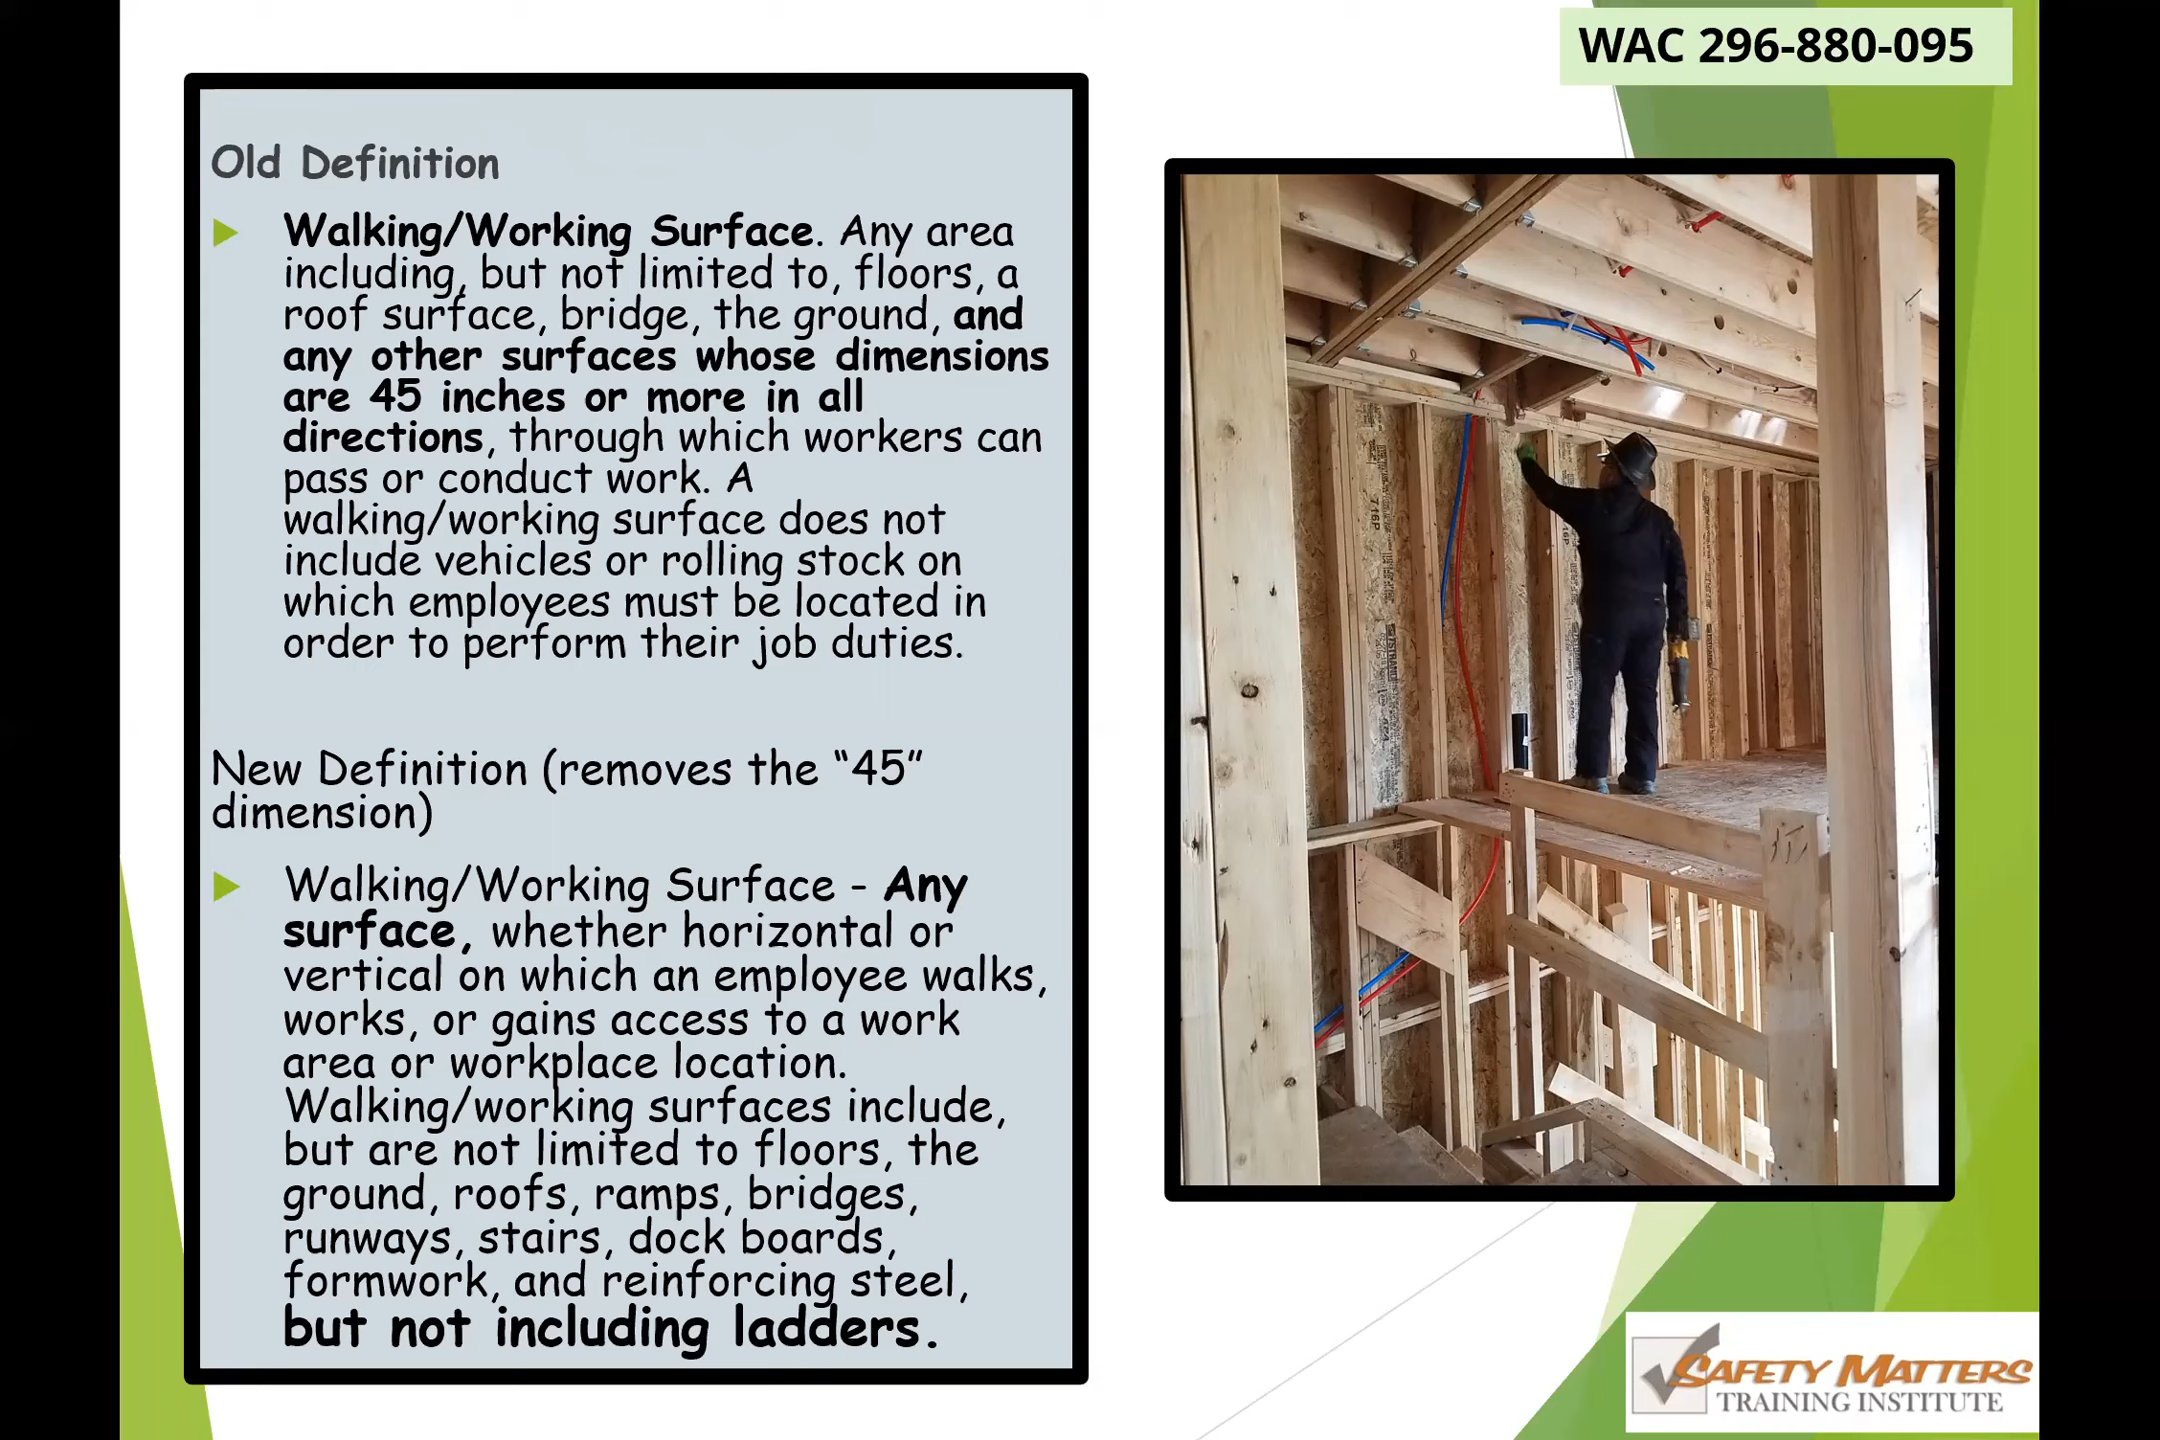 WAC 296-880-095
Old Definition
Walking/Working Surface. Any area
including, but not limited to, floors, a
roof surface, bridge, the ground, and
any other surfaces whose dimensions
are 45 inches or more in all
directions, through which workers can
pass or conduct work. A
walking/working surface does not
include vehicles or rolling stock on
which employees must be located in
order to perform their job duties.
New Definition (removes the “45”
dimension)
Walking/Working Surface - Any
surface, whether horizontal or
vertical on which an employee walks,
works, or gains access to a work
area or workplace location.
Walking/working surfaces include,
but are not limited to floors, the
ground, roofs, ramps, bridges,
runways, stairs, dock boards,
formwork, and reinforcing steel,
but not including ladders.
716P
SAFETY MATTERS
TRAINING INSTITUTE